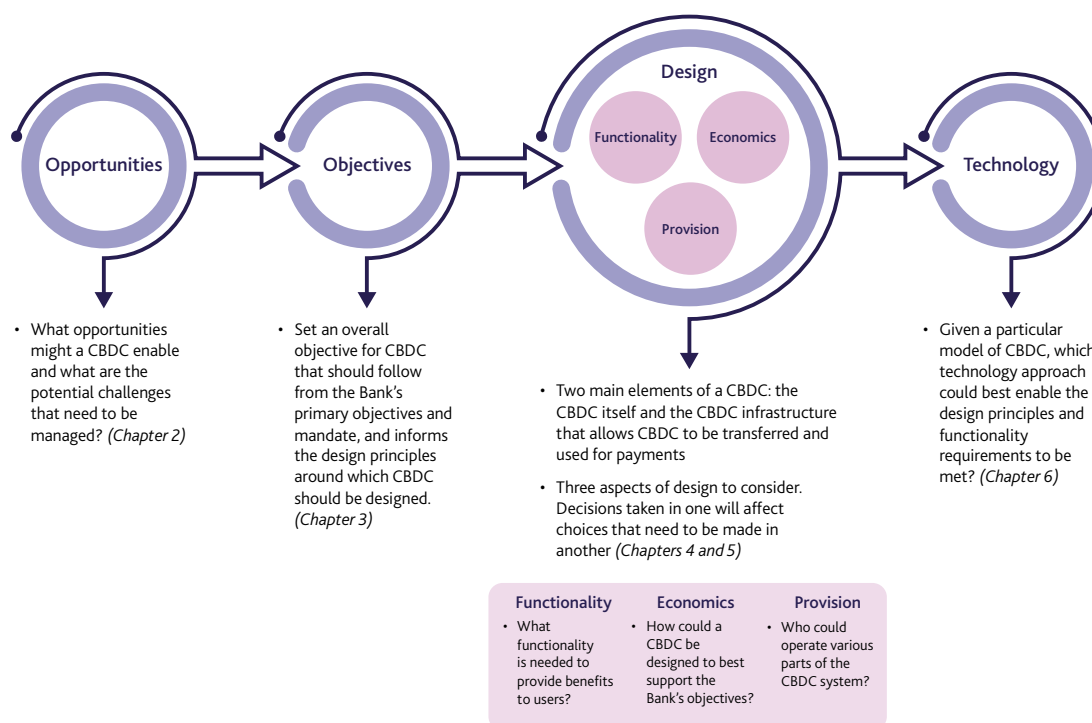 Opportunities
Objectives
Design
Functionality
Economics
Provision
Technology
• What opportunities
might a CBDC enable
and what are the
potential challenges
that need to be
managed? (Chapter 2)
• Set an overall
objective for CBDC
that should follow
from the Bank's
primary objectives and
mandate, and informs
the design principles
around which CBDC
should be designed.
(Chapter 3)
• Two main elements of a CBDC: the
CBDC itself and the CBDC infrastructure
that allows CBDC to be transferred and
used for payments
• Three aspects of design to consider.
Decisions taken in one will affect
choices that need to be made in
another (Chapters 4 and 5)
• Given a particular
model of CBDC, which
technology approach
could best enable the
design principles and
functionality
requirements to be
met? (Chapter 6)
Functionality
• What
functionality
is needed to
provide benefits
to users?
Economics
• How could a
CBDC be
designed to best
support the
Bank's objectives?
Provision
• Who could
operate various
parts of the
CBDC system?